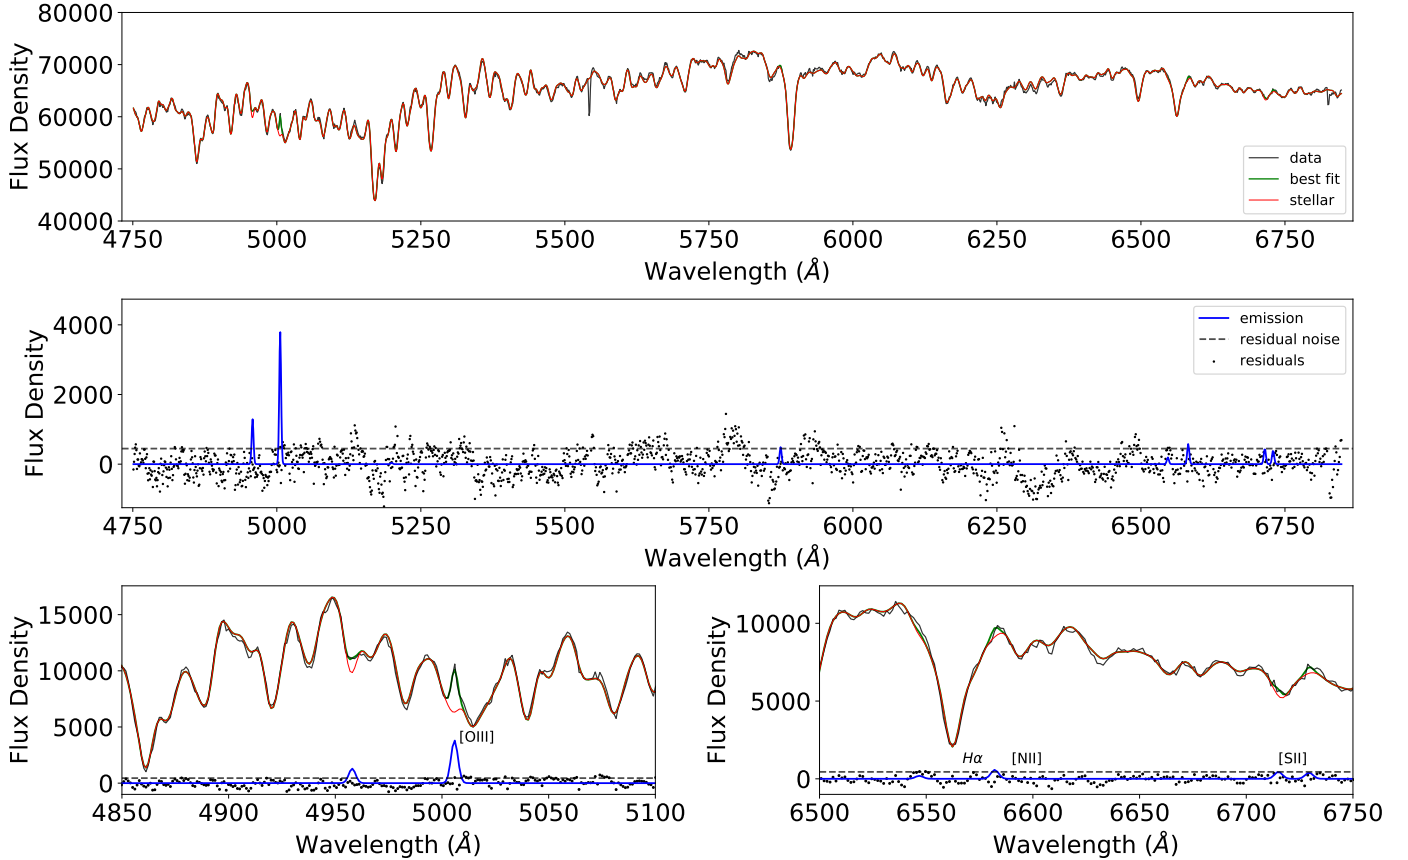 80000
70000
60000
50000
40000
Flux Density
4750 5000 5250 5500 5750 6000 6250 6500 6750
Wavelength (Å)
data
best fit
stellar
4000
2000
0
Flux Density
4750 5000 5250 5500 5750 6000 6250 6500 6750
Wavelength (Å)
emission
residual noise
residuals
15000
10000
5000
0
Flux Density
[OIII]
4850 4900 4950 5000 5050 5100
Wavelength (Å)
10000
5000
0
Flux Density
Hα [NII] [SII]
6500 6550 6600 6650 6700 6750
Wavelength (Å)